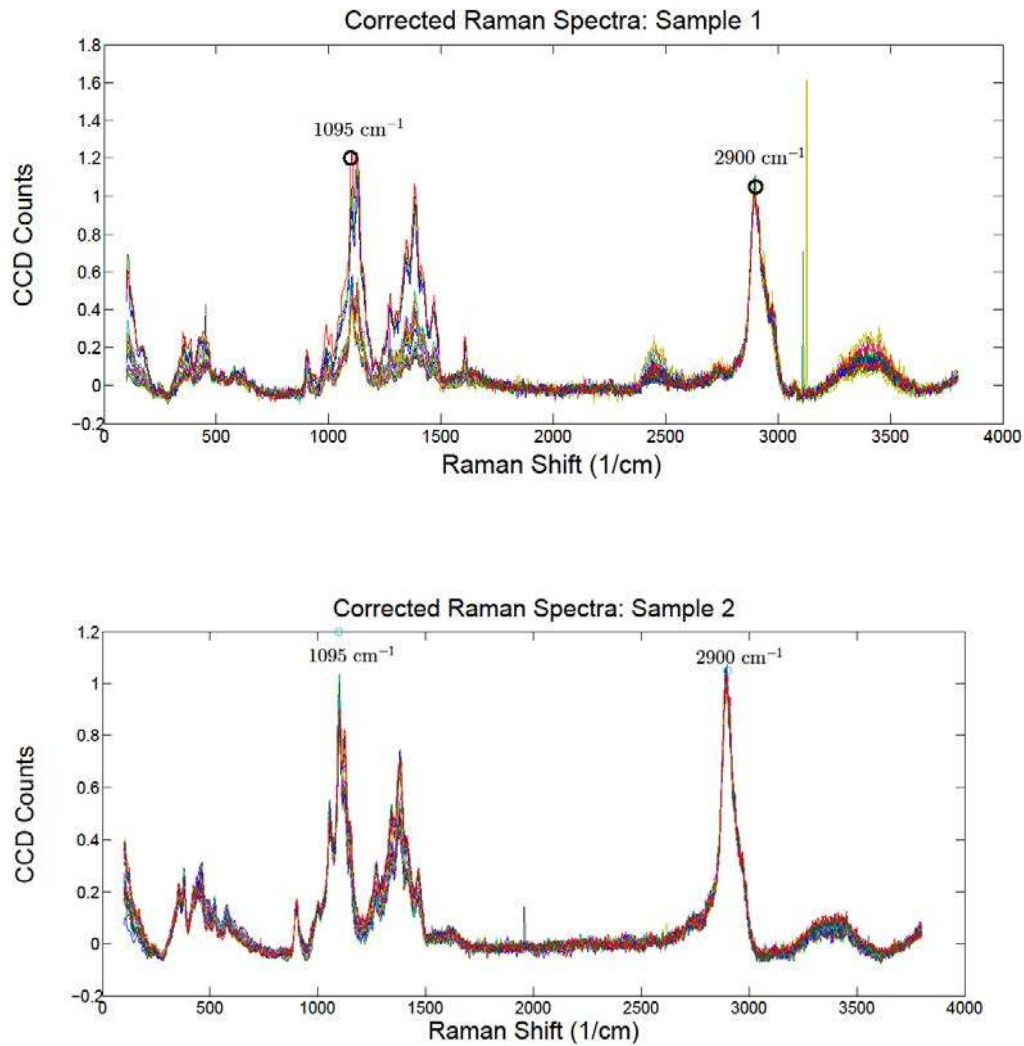 Corrected Raman Spectra: Sample 1
1.8
1.6
1.4
1.2
1
0.8
0.6
0.4
0.2
0
−0.2
CCD Counts
1095 cm⁻¹
2900 cm⁻¹
0 500 1000 1500 2000 2500 3000 3500 4000
Raman Shift (1/cm)
Corrected Raman Spectra: Sample 2
1.2
1
0.8
0.6
0.4
0.2
0
−0.2
CCD Counts
1095 cm⁻¹
2900 cm⁻¹
0 500 1000 1500 2000 2500 3000 3500 4000
Raman Shift (1/cm)